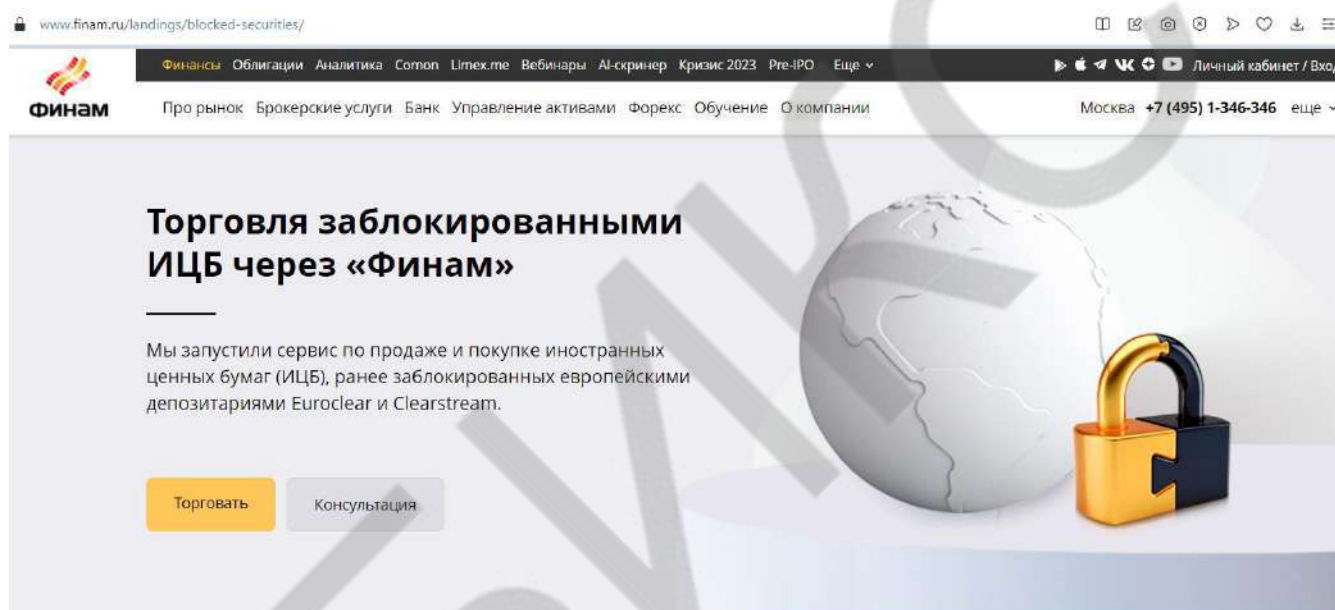 www.finam.ru/landings/blocked-securities/
Финансы Облигации Аналитика Comon Limex.me Вебинары AI-скринер Кризис 2023 Pre-IPO Еще
Личный кабинет / Вход
ФИНАМ
Про рынок Брокерские услуги Банк Управление активами Форекс Обучение О компании
Москва +7 (495) 1-346-346 еще
Торговля заблокированными
ИЦБ через «Финам»
Мы запустили сервис по продаже и покупке иностранных
ценных бумаг (ИЦБ), ранее заблокированных европейскими
депозитариями Euroclear и Clearstream.
Торговать
Консультация